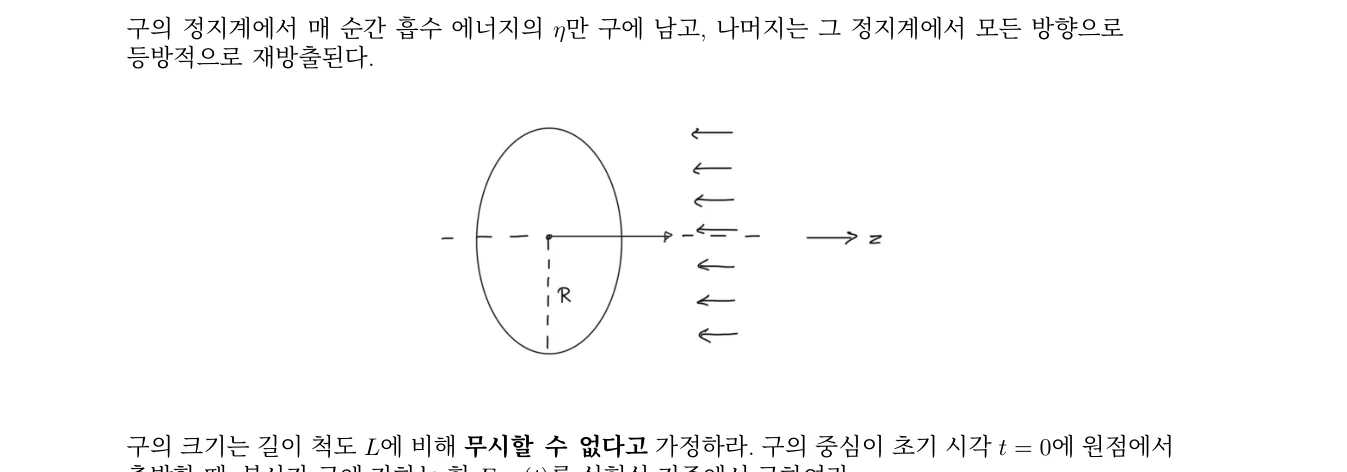 구의 정지계에서 매 순간 흡수 에너지의 η만 구에 남고, 나머지는 그 정지계에서 모든 방향으로
등방적으로 재방출된다.
R
z
구의 크기는 길이 척도 L에 비해 무시할 수 없다고 가정하라. 구의 중심이 초기 시각 t = 0에 원점에서